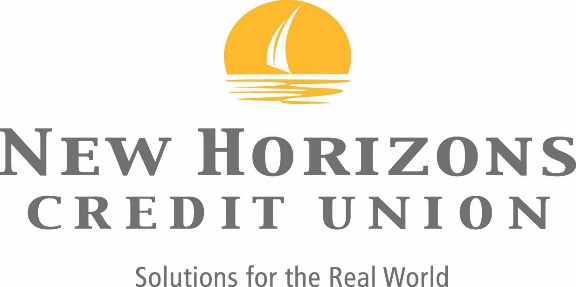 NEW HORIZONS
CREDIT UNION
Solutions for the Real World